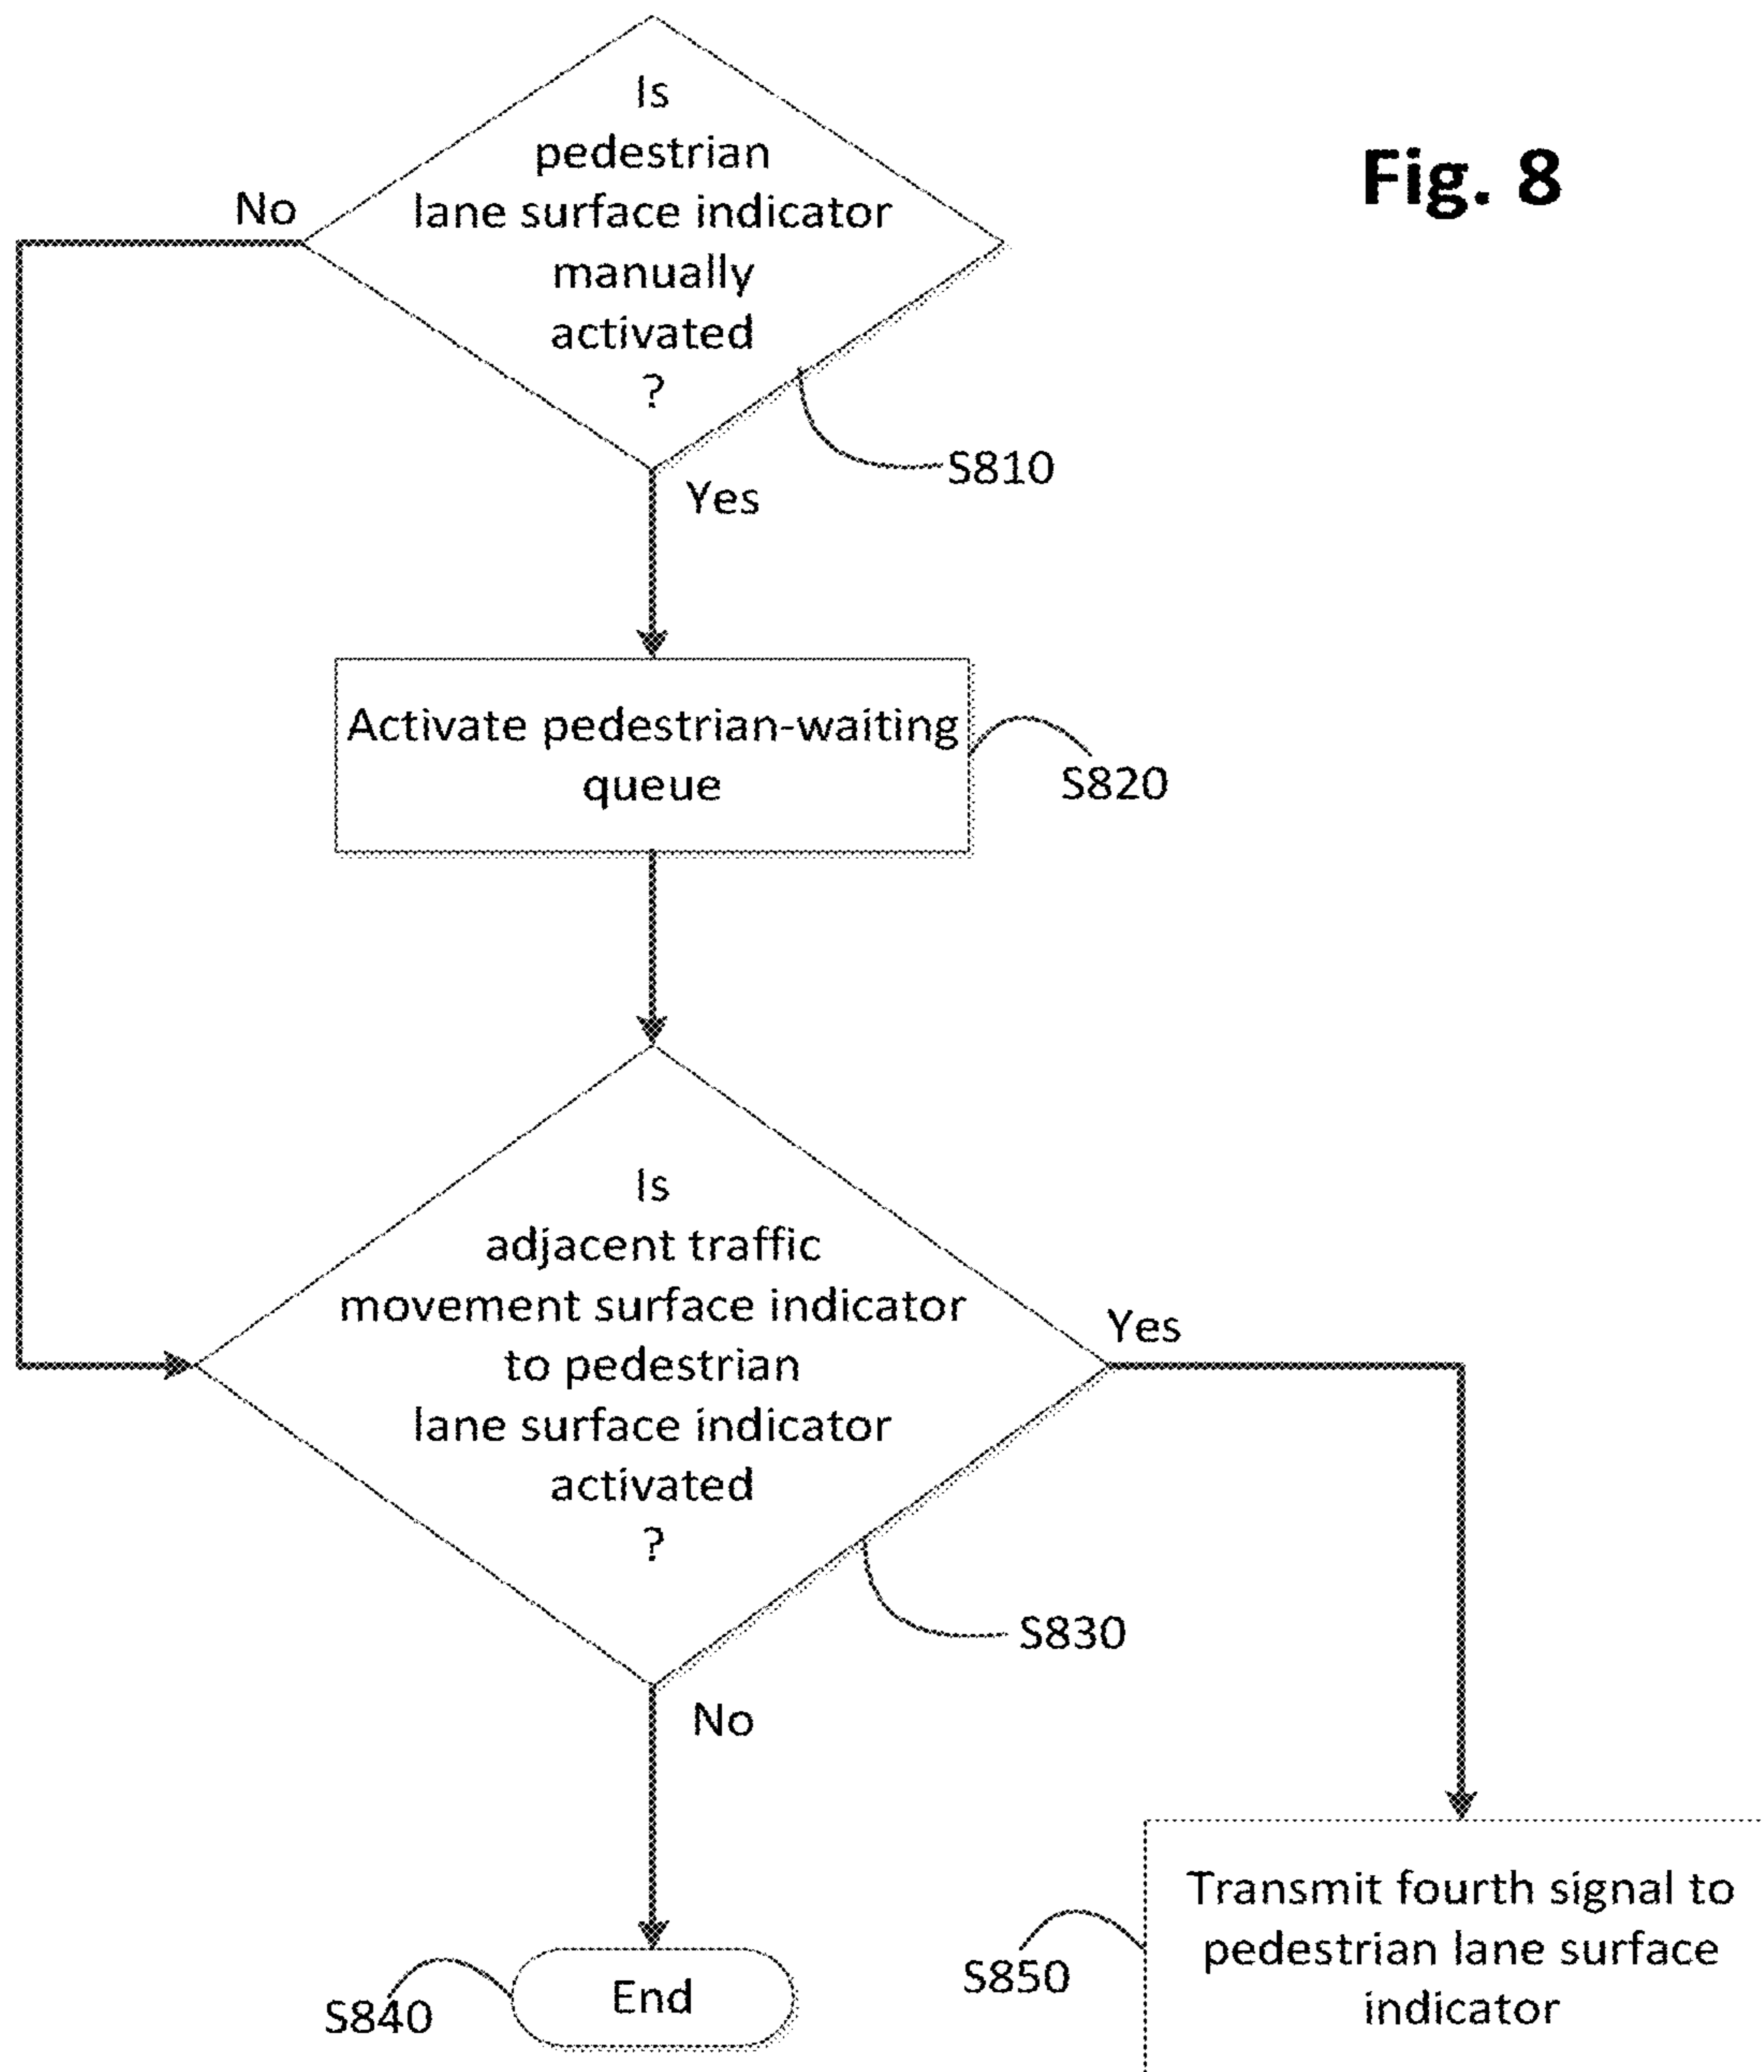 Fig. 8
Is
pedestrian
lane surface indicator
manually
activated
?
No
S810
Yes
Activate pedestrian-waiting
queue
S820
Is
adjacent traffic
movement surface indicator
to pedestrian
lane surface indicator
activated
?
Yes
S830
No
End
S840
Transmit fourth signal to
pedestrian lane surface
indicator
S850